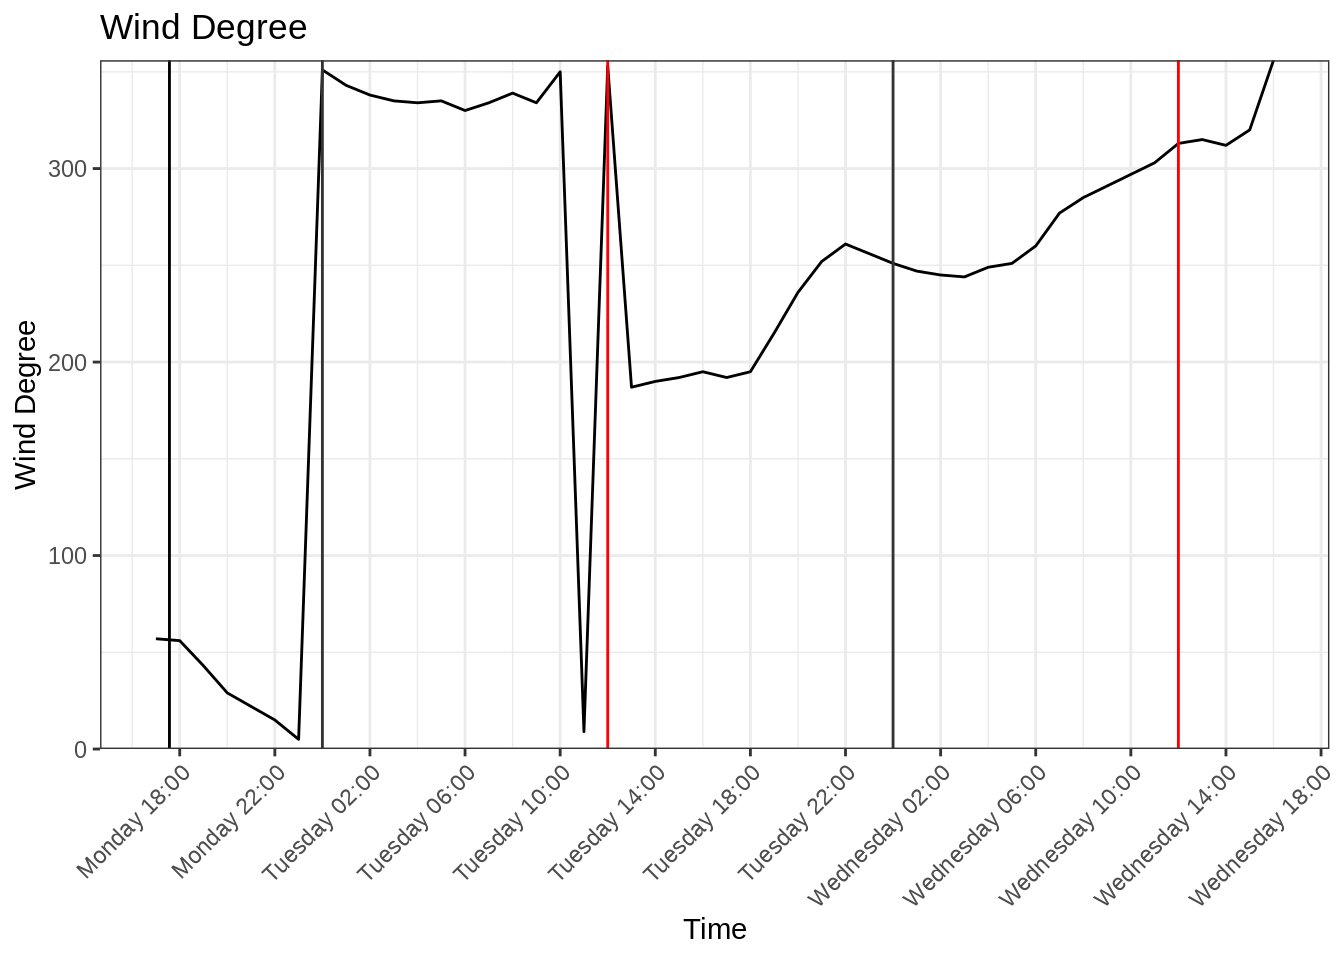 Wind Degree
Wind Degree
300
200
100
0
Monday 18:00
Monday 22:00
Tuesday 02:00
Tuesday 06:00
Tuesday 10:00
Tuesday 14:00
Tuesday 18:00
Tuesday 22:00
Wednesday 02:00
Wednesday 06:00
Wednesday 10:00
Wednesday 14:00
Wednesday 18:00
Time